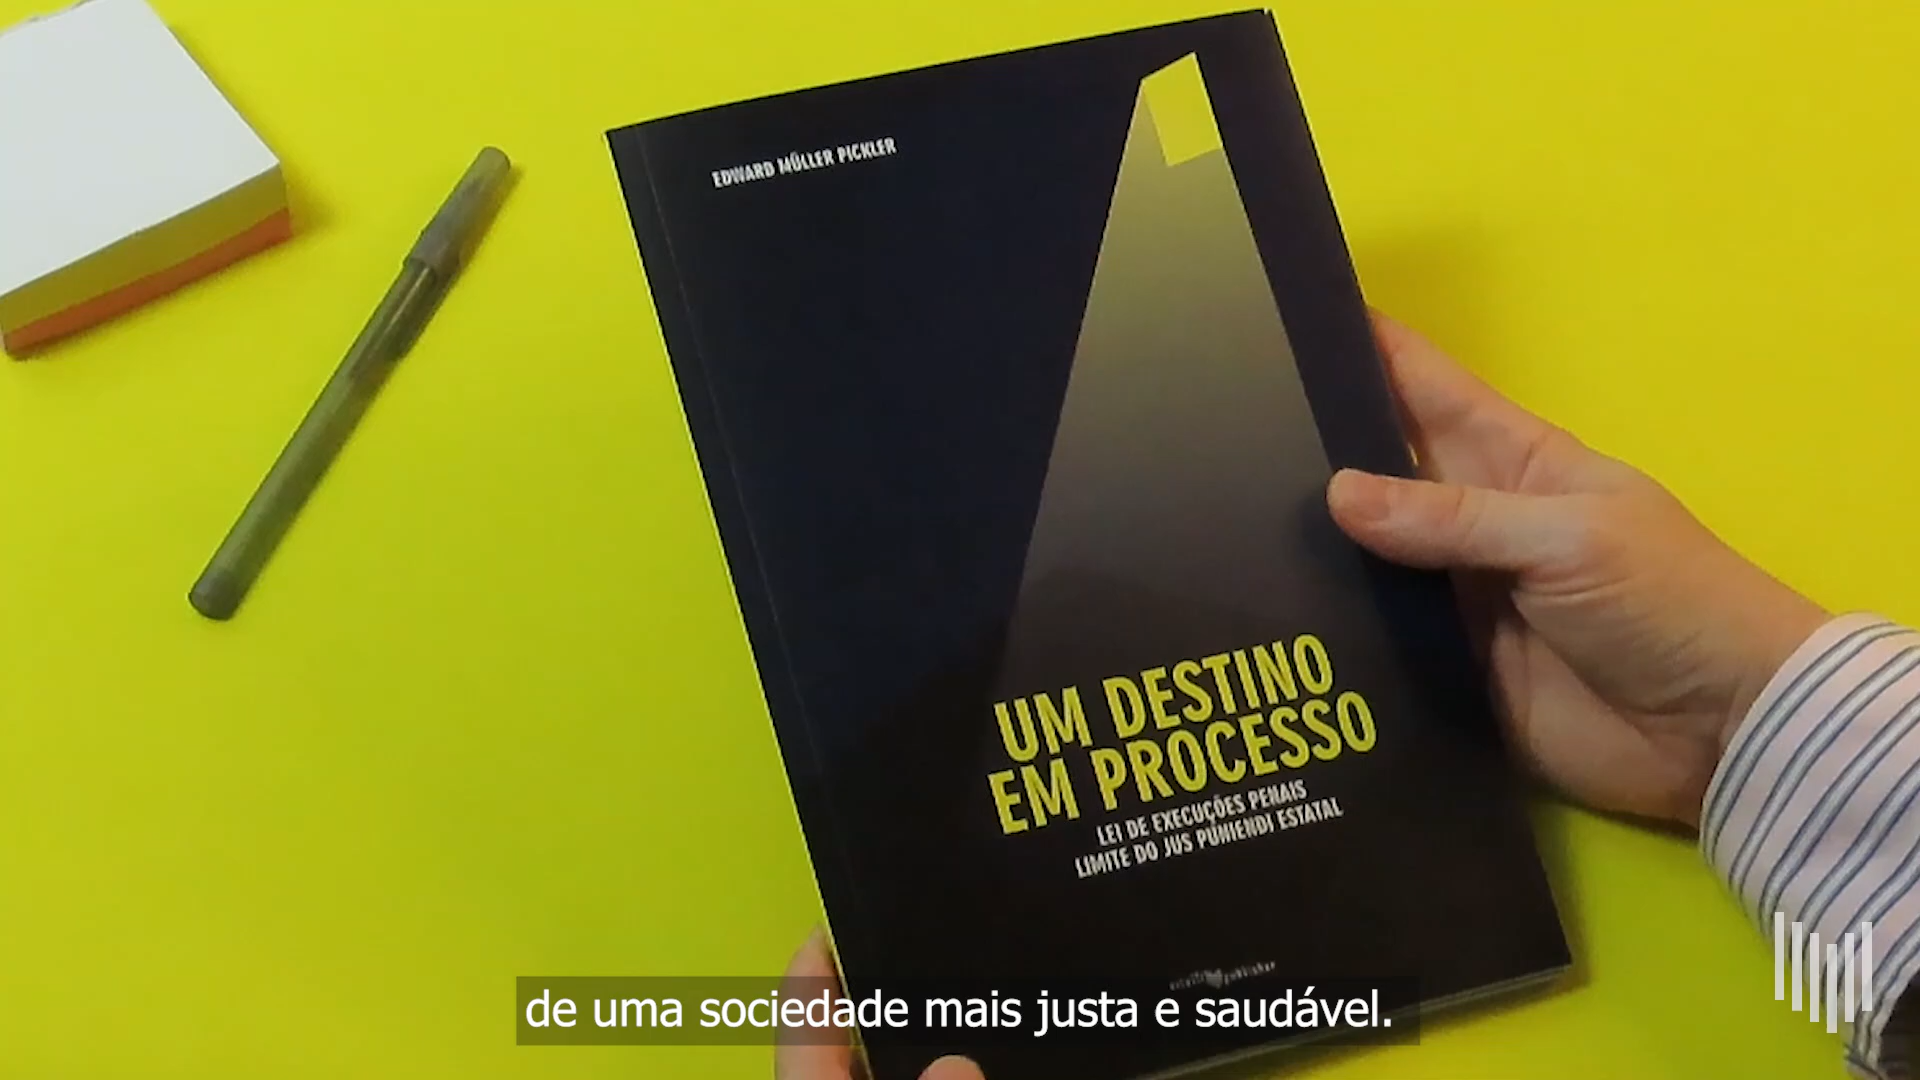 EDWARD MÜLLER PICKLER
UM DESTINO
EM PROCESSO
LEI DE EXECUÇÕES PENAIS
LIMITE DO JUS PUNIENDI ESTATAL
publisher
de uma sociedade mais justa e saudável.